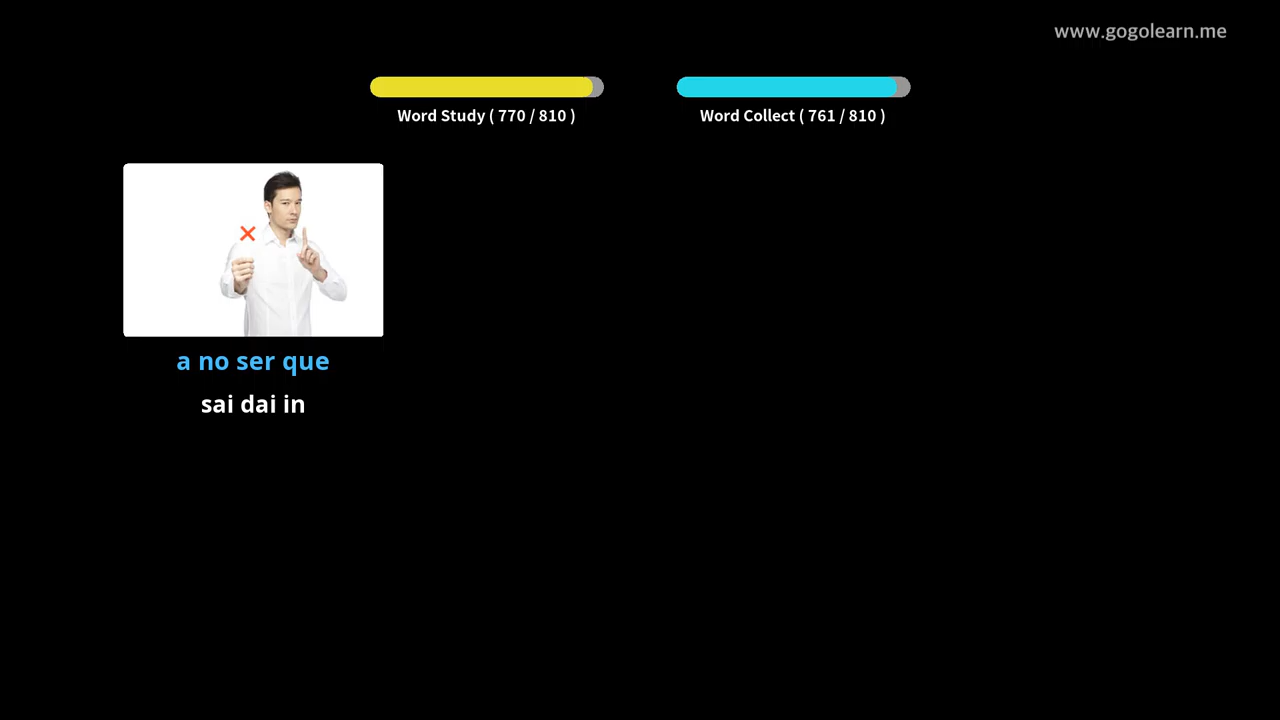 www.gogolearn.me
Word Study ( 770 / 810 )
Word Collect ( 761 / 810 )
a no ser que
sai dai in